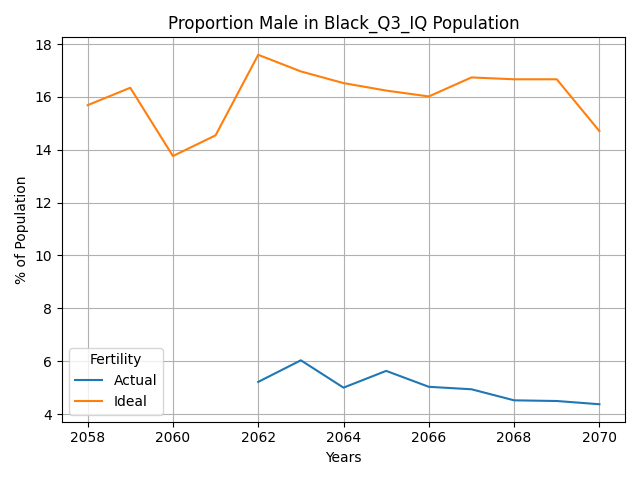 Proportion Male in Black_Q3_IQ Population
18
16
14
12
10
8
6
4
% of Population
Fertility
Actual
Ideal
2058 2060 2062 2064 2066 2068 2070
Years